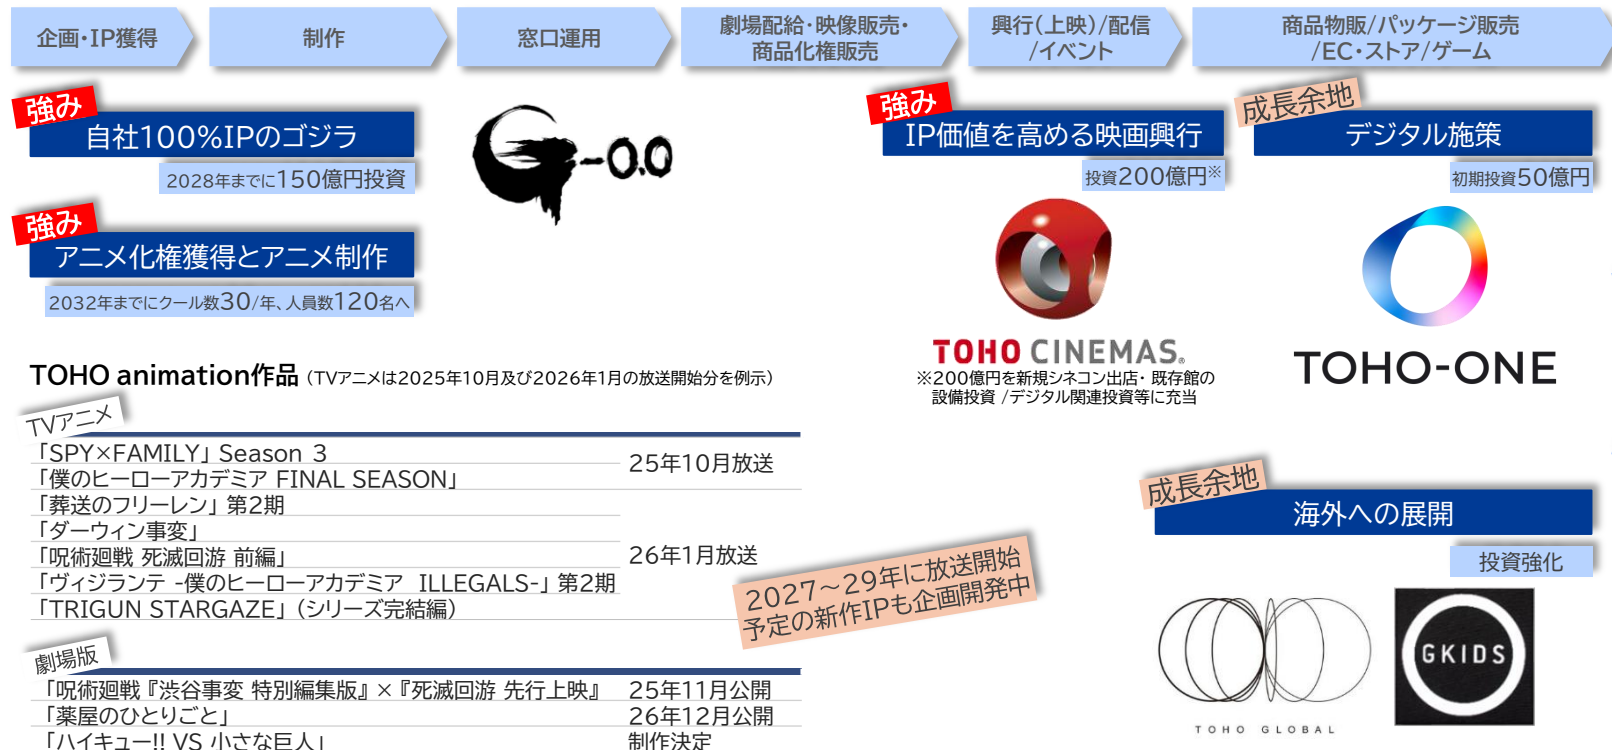 企画・IP獲得
制作
窓口運用
劇場配給・映像販売・
商品化権販売
興行(上映)/配信
/イベント
商品物販/パッケージ販売
/EC・ストア/ゲーム
強み
自社100%IPのゴジラ
2028年までに150億円投資
G-0.0
強み
アニメ化権獲得とアニメ制作
2032年までにクール数30/年、人員数120名へ
強み
IP価値を高める映画興行
投資200億円※
TOHO CINEMAS®
※200億円を新規シネコン出店・既存館の
設備投資 /デジタル関連投資等に充当
成長余地
デジタル施策
初期投資50億円
TOHO-ONE
TOHO animation作品 (TVアニメは2025年10月及び2026年1月の放送開始分を例示)
TVアニメ
「SPY×FAMILY」 Season 3
「僕のヒーローアカデミア FINAL SEASON」
25年10月放送
「葬送のフリーレン」 第2期
「ダーウィン事変」
「呪術廻戦 死滅回游 前編」
26年1月放送
「ヴィジランテ -僕のヒーローアカデミア ILLEGALS-」 第2期
「TRIGUN STARGAZE」 (シリーズ完結編)
2027~29年に放送開始
予定の新作IPも企画開発中
劇場版
「呪術廻戦『渋谷事変 特別編集版』×『死滅回游 先行上映』 25年11月公開
「薬屋のひとりごと」 26年12月公開
「ハイキュー!! VS 小さな巨人」 制作決定
成長余地
海外への展開
投資強化
TOHO GLOBAL
GKIDS